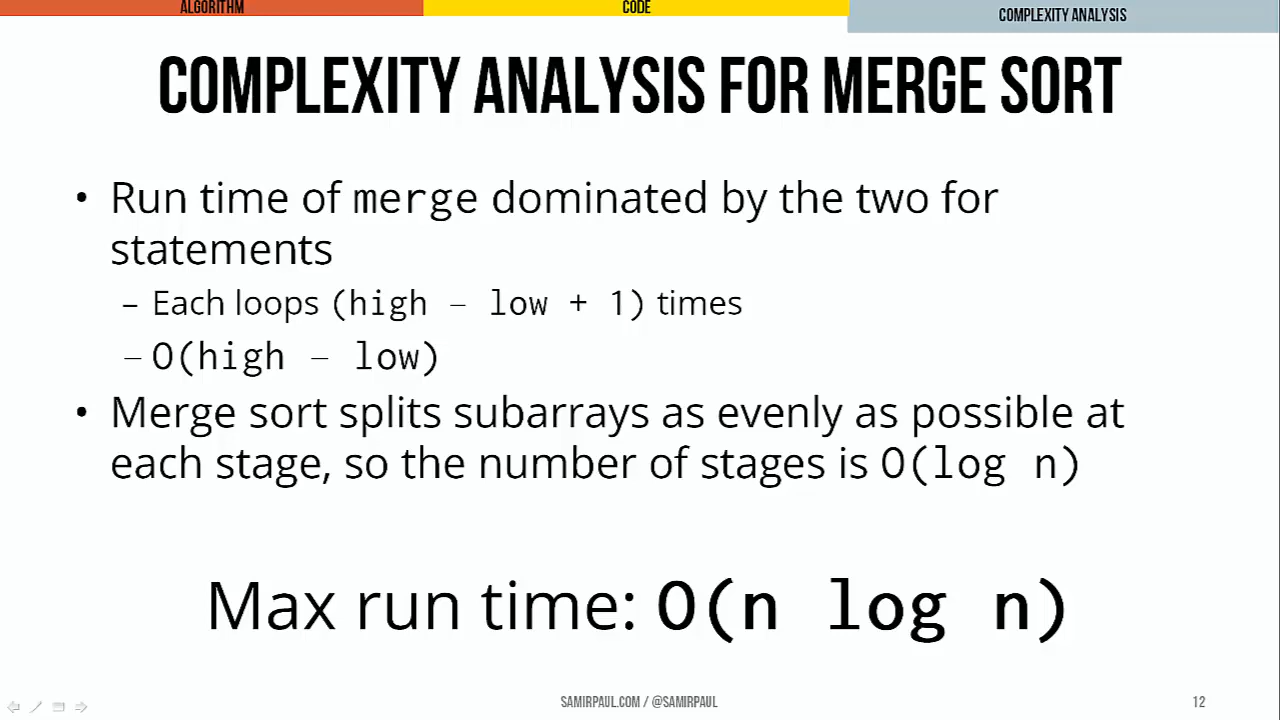 ALGORITHM
CODE
COMPLEXITY ANALYSIS
COMPLEXITY ANALYSIS FOR MERGE SORT
• Run time of merge dominated by the two for
statements
– Each loops (high – low + 1) times
– O(high – low)
• Merge sort splits subarrays as evenly as possible at
each stage, so the number of stages is O(log n)
Max run time: O(n log n)
SAMIRPAUL.COM / @SAMIRPAUL
12